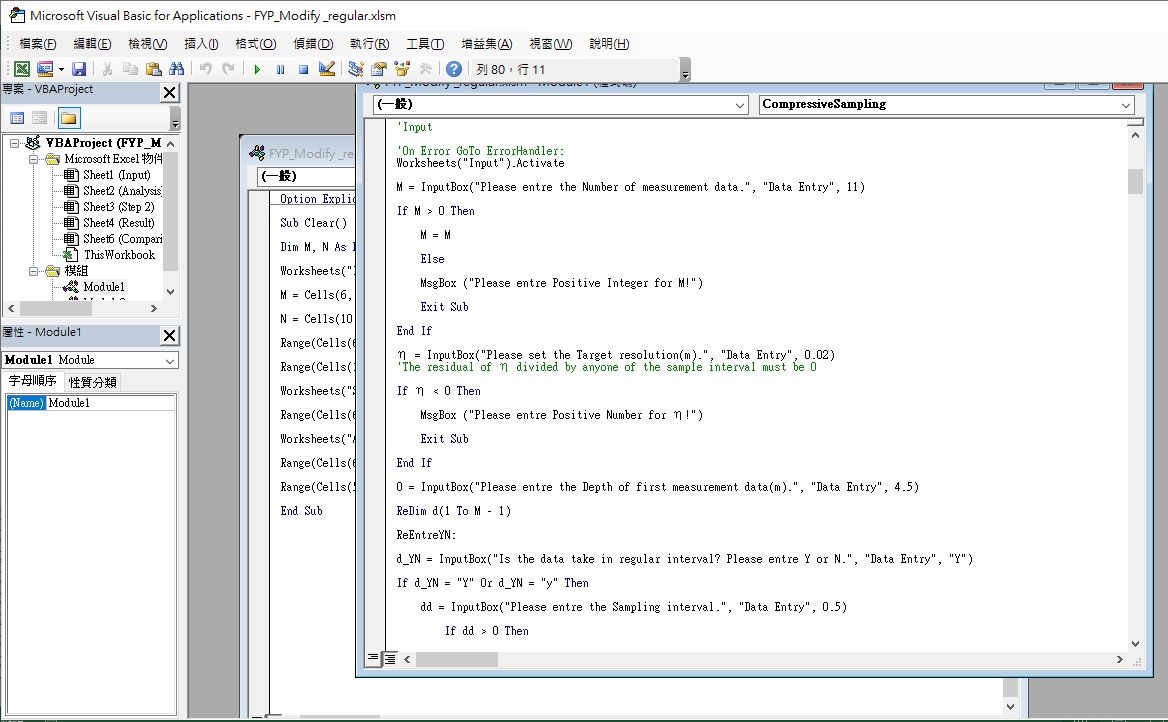 Microsoft Visual Basic for Applications - FYP_Modify _regular.xlsm
檔案(F) 編輯(E) 檢視(V) 插入(I) 格式(O) 偵錯(D) 執行(R) 工具(T) 增益集(A) 視窗(W) 說明(H)
列 80，行 11
專案 - VBAProject
VBAProject (FYP_M
Microsoft Excel 物件
Sheet1 (Input)
Sheet2 (Analysis)
Sheet3 (Step 2)
Sheet4 (Result)
Sheet6 (Compari
ThisWorkbook
模組
Module1
屬性 - Module1
Module1 Module
字母順序 性質分類
(Name) Module1
FYP_Modify _re
(一般)
Option Explic
Sub Clear()
Dim M, N As
Worksheets("
M = Cells(6,
N = Cells(10
Range(Cells(6
Range(Cells(
Worksheets("S
Range(Cells(6
Worksheets("A
Range(Cells(6
Range(Cells(5
End Sub
(一般) CompressiveSampling
'Input
'On Error GoTo ErrorHandler:
Worksheets("Input").Activate
M = InputBox("Please entre the Number of measurement data.", "Data Entry", 11)
If M > 0 Then
M = M
Else
MsgBox ("Please entre Positive Integer for M!")
Exit Sub
End If
η = InputBox("Please set the Target resolution(m).", "Data Entry", 0.02)
'The residual of η divided by anyone of the sample interval must be 0
If η < 0 Then
MsgBox ("Please entre Positive Number for η!")
Exit Sub
End If
O = InputBox("Please entre the Depth of first measurement data(m).", "Data Entry", 4.5)
ReDim d(1 To M - 1)
ReEntreYN:
d_YN = InputBox("Is the data take in regular interval? Please entre Y or N.", "Data Entry", "Y")
If d_YN = "Y" Or d_YN = "y" Then
dd = InputBox("Please entre the Sampling interval.", "Data Entry", 0.5)
If dd > 0 Then